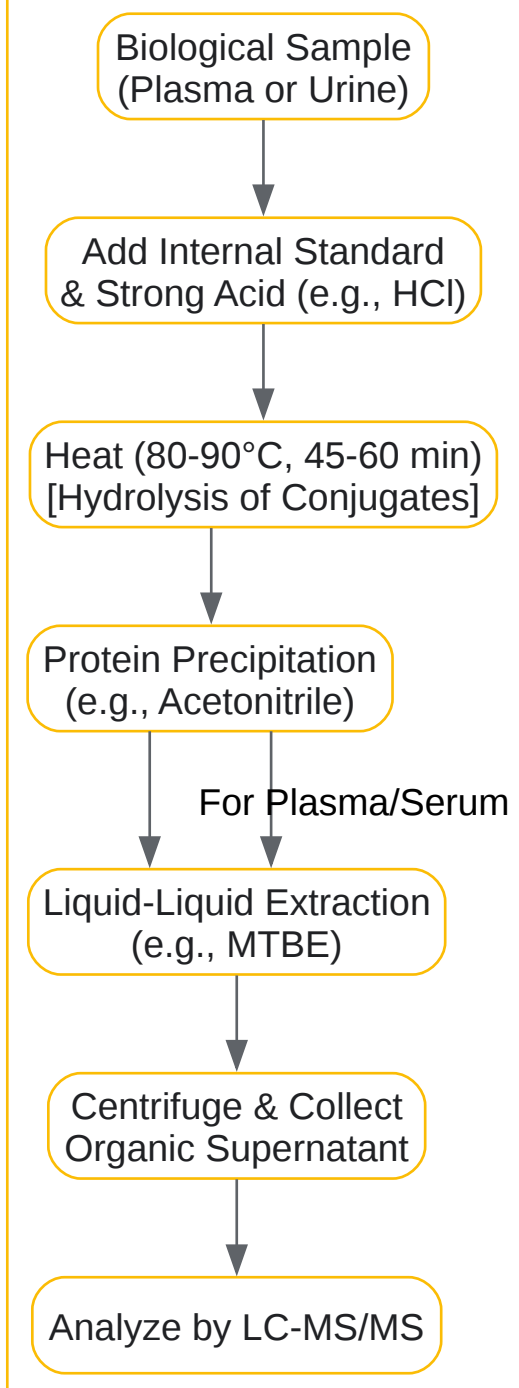 Biological Sample
(Plasma or Urine)
Add Internal Standard
& Strong Acid (e.g., HCl)
Heat (80-90°C, 45-60 min)
[Hydrolysis of Conjugates]
Protein Precipitation
(e.g., Acetonitrile)
For Plasma/Serum
Liquid-Liquid Extraction
(e.g., MTBE)
Centrifuge & Collect
Organic Supernatant
Analyze by LC-MS/MS